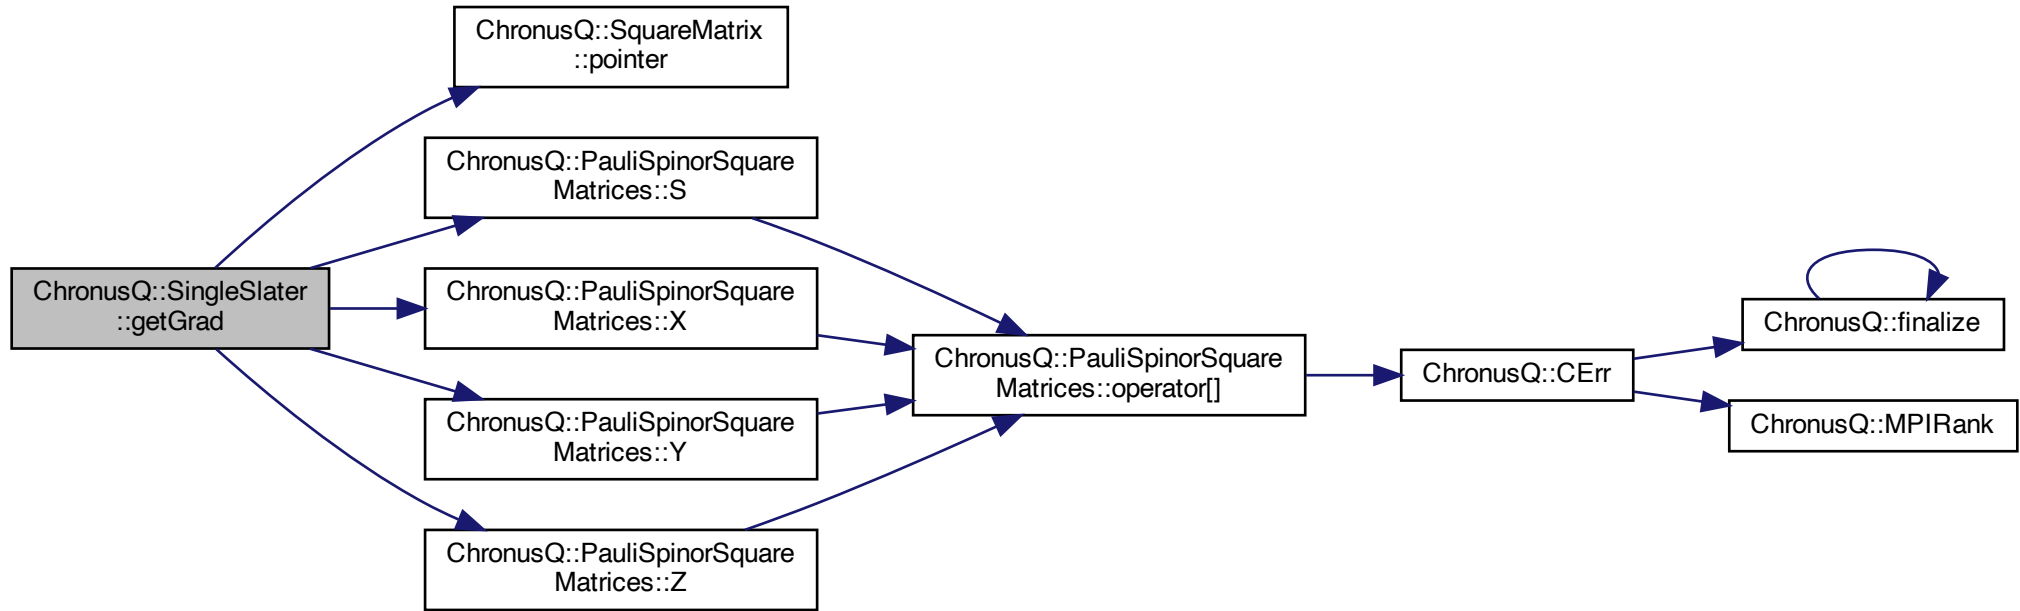 ChronusQ::SingleSlater
::getGrad
ChronusQ::SquareMatrix
::pointer
ChronusQ::PauliSpinorSquare
Matrices::S
ChronusQ::PauliSpinorSquare
Matrices::X
ChronusQ::PauliSpinorSquare
Matrices::Y
ChronusQ::PauliSpinorSquare
Matrices::Z
ChronusQ::PauliSpinorSquare
Matrices::operator[]
ChronusQ::CErr
ChronusQ::finalize
ChronusQ::MPIRank